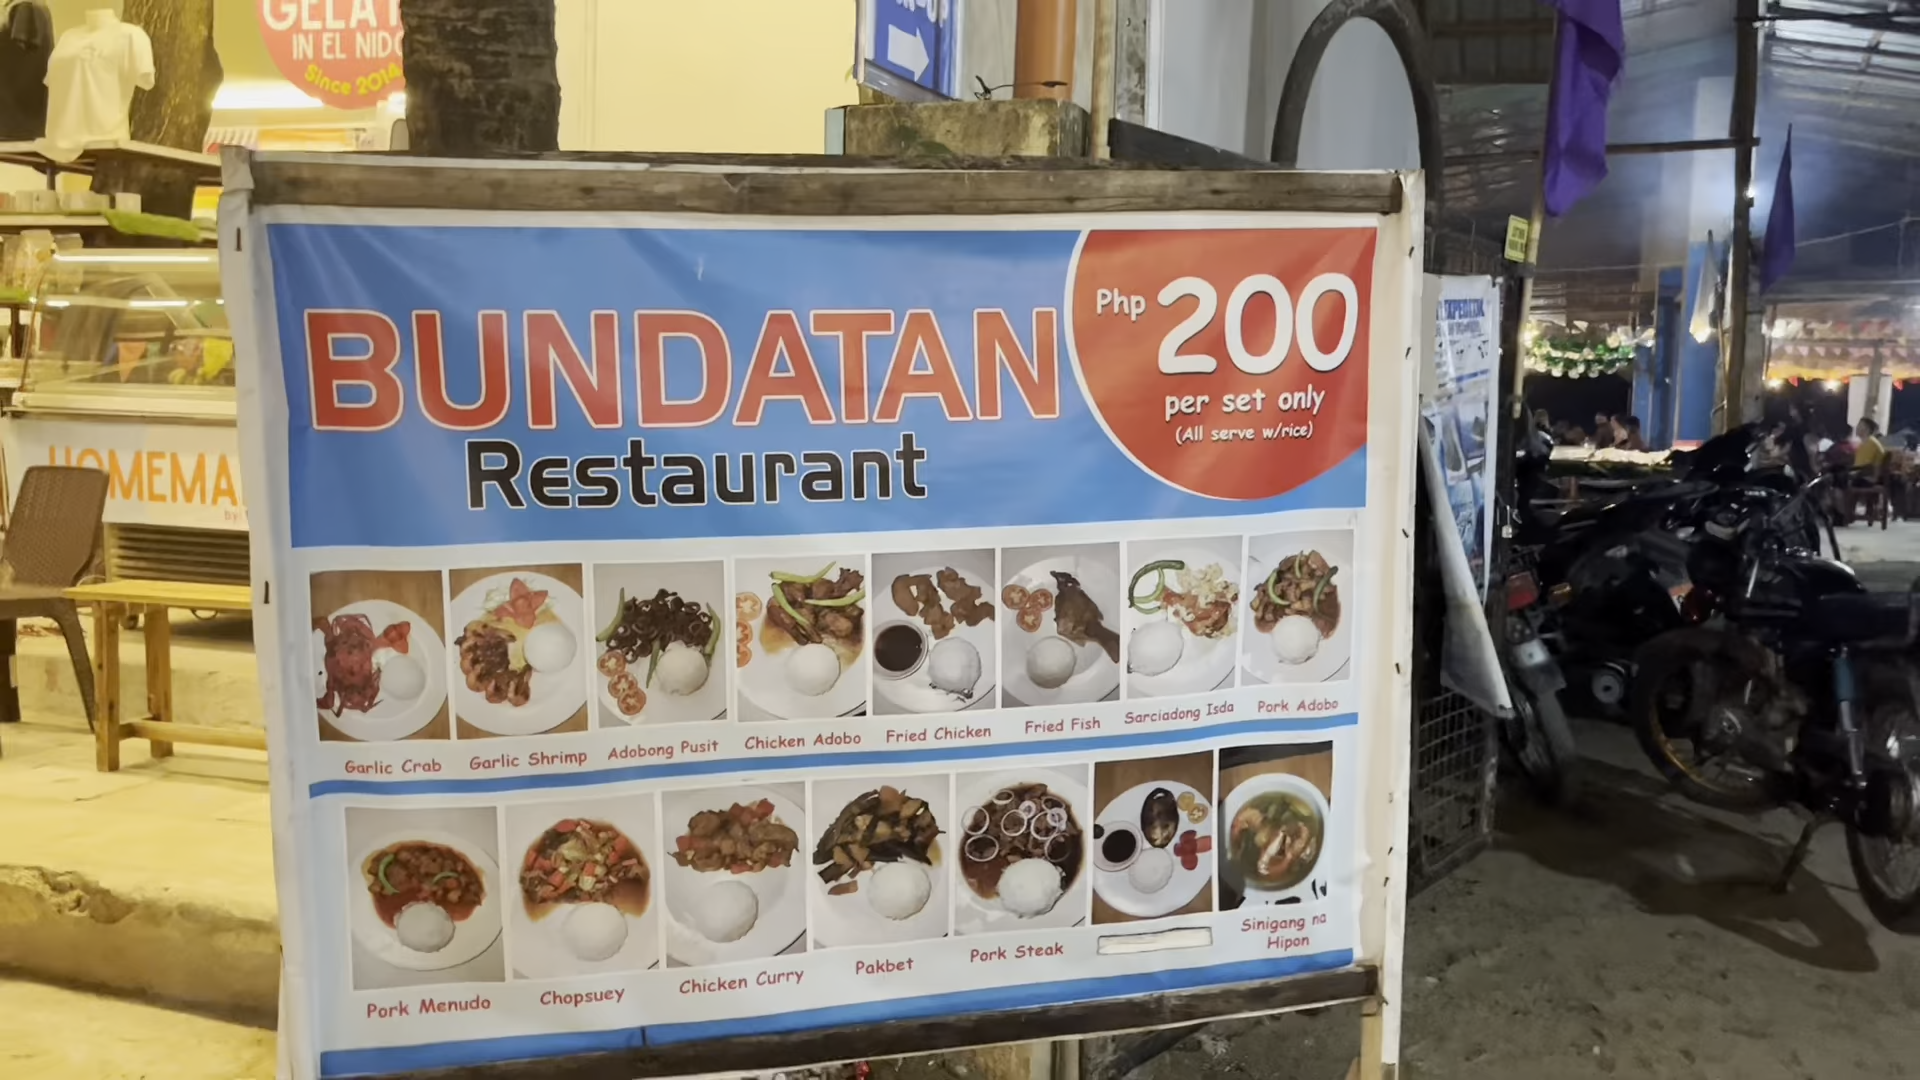 GELAT
IN EL NIDO
Since 2014
HOMEMA
BUNDATAN
Restaurant
Php 200
per set only
(All serve w/rice)
Garlic Crab
Garlic Shrimp
Adobong Pusit
Chicken Adobo
Fried Chicken
Fried Fish
Sarciadong Isda
Pork Adobo
Pork Menudo
Chopsuey
Chicken Curry
Pakbet
Pork Steak
Sinigang na
Hipon